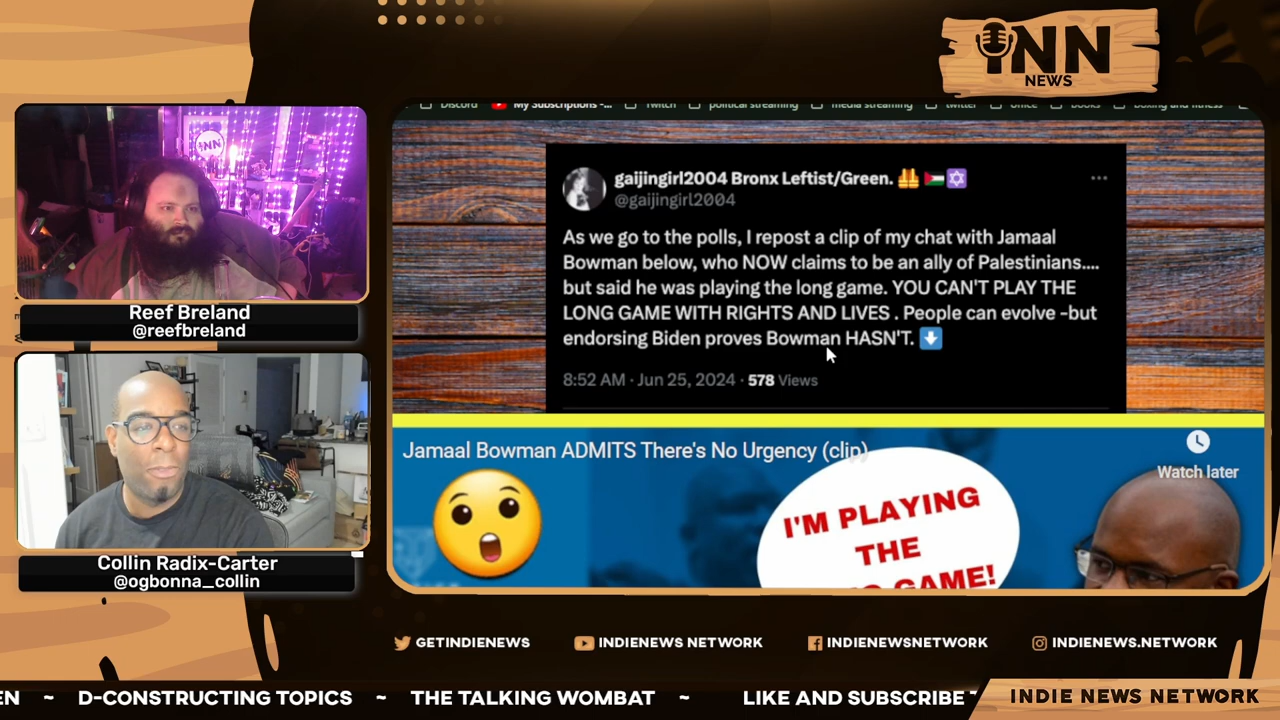 iNN
NEWS
Discord My Subscriptions -... Twitch political streaming media streaming twitter office books boxing and fitness
iNN
gaijingirl2004 Bronx Leftist/Green.
@gaijingirl2004
As we go to the polls, I repost a clip of my chat with Jamaal
Bowman below, who NOW claims to be an ally of Palestinians....
but said he was playing the long game. YOU CAN'T PLAY THE
LONG GAME WITH RIGHTS AND LIVES . People can evolve -but
endorsing Biden proves Bowman HASN'T.
8:52 AM · Jun 25, 2024 · 578 Views
Reef Breland
@reefbreland
Jamaal Bowman ADMITS There's No Urgency (clip)
Watch later
I'M PLAYING
THE
GAME!
Collin Radix-Carter
@ogbonna_collin
GETINDIENEWS INDIENEWS NETWORK INDIENEWSNETWORK INDIENEWS.NETWORK
EN ~ D-CONSTRUCTING TOPICS ~ THE TALKING WOMBAT ~ LIKE AND SUBSCRIBE
INDIE NEWS NETWORK